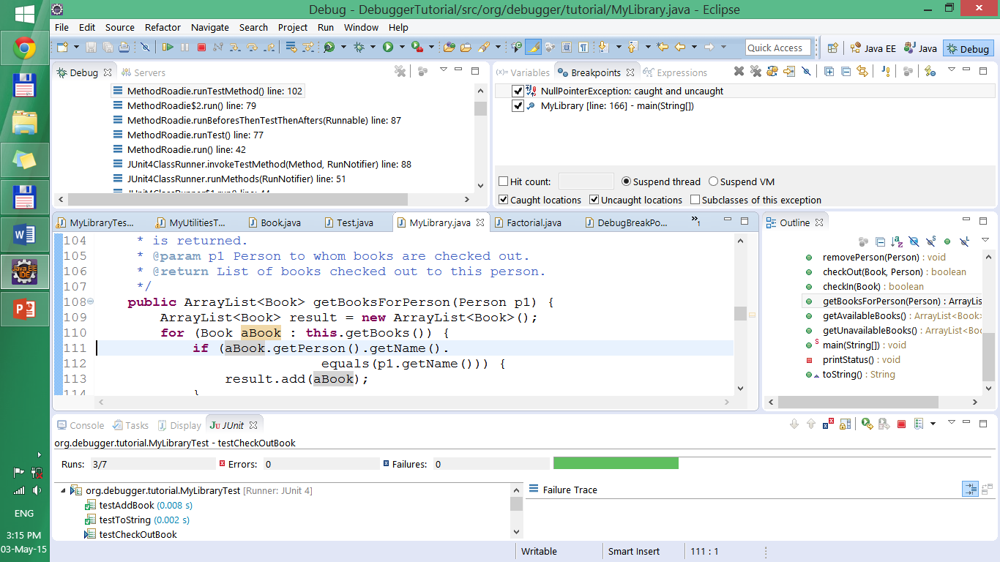 Debug - DebuggerTutorial/src/org/debugger/tutorial/MyLibrary.java - Eclipse
File Edit Source Refactor Navigate Search Project Run Window Help
Quick Access Java EE Java Debug
Debug Servers
MethodRoadie.runTestMethod() line: 102
MethodRoadie$2.run() line: 79
MethodRoadie.runBeforesThenTestThenAfters(Runnable) line: 87
MethodRoadie.runTest() line: 77
MethodRoadie.run() line: 42
JUnit4ClassRunner.invokeTestMethod(Method, RunNotifier) line: 88
JUnit4ClassRunner.runMethods(RunNotifier) line: 51
(x)= Variables Breakpoints Expressions
NullPointerException: caught and uncaught
MyLibrary [line: 166] - main(String[])
Hit count: Suspend thread Suspend VM
Caught locations Uncaught locations Subclasses of this exception
MyLibraryTes... MyUtilitiesT... Book.java Test.java MyLibrary.java Factorial.java DebugBreakPo... »1
104 * is returned.
105 * @param p1 Person to whom books are checked out.
106 * @return List of books checked out to this person.
107 */
108 public ArrayList<Book> getBooksForPerson(Person p1) {
109 ArrayList<Book> result = new ArrayList<Book>();
110 for (Book aBook : this.getBooks()) {
111 if (aBook.getPerson().getName().
112 equals(p1.getName())) {
113 result.add(aBook);
114 }
Outline
removePerson(Person) : void
checkOut(Book, Person) : boolean
checkIn(Book) : boolean
getBooksForPerson(Person) : ArrayLis
getAvailableBooks() : ArrayList<Book>
getUnavailableBooks() : ArrayList<Boo
S main(String[]) : void
printStatus() : void
toString() : String
Console Tasks Display JU JUnit
org.debugger.tutorial.MyLibraryTest - testCheckOutBook
Runs: 3/7 Errors: 0 Failures: 0
org.debugger.tutorial.MyLibraryTest [Runner: JUnit 4]
testAddBook (0.008 s)
testToString (0.002 s)
testCheckOutBook
Failure Trace
Writable Smart Insert 111 : 1
Java EE
IDE
ENG
3:15 PM
03-May-15